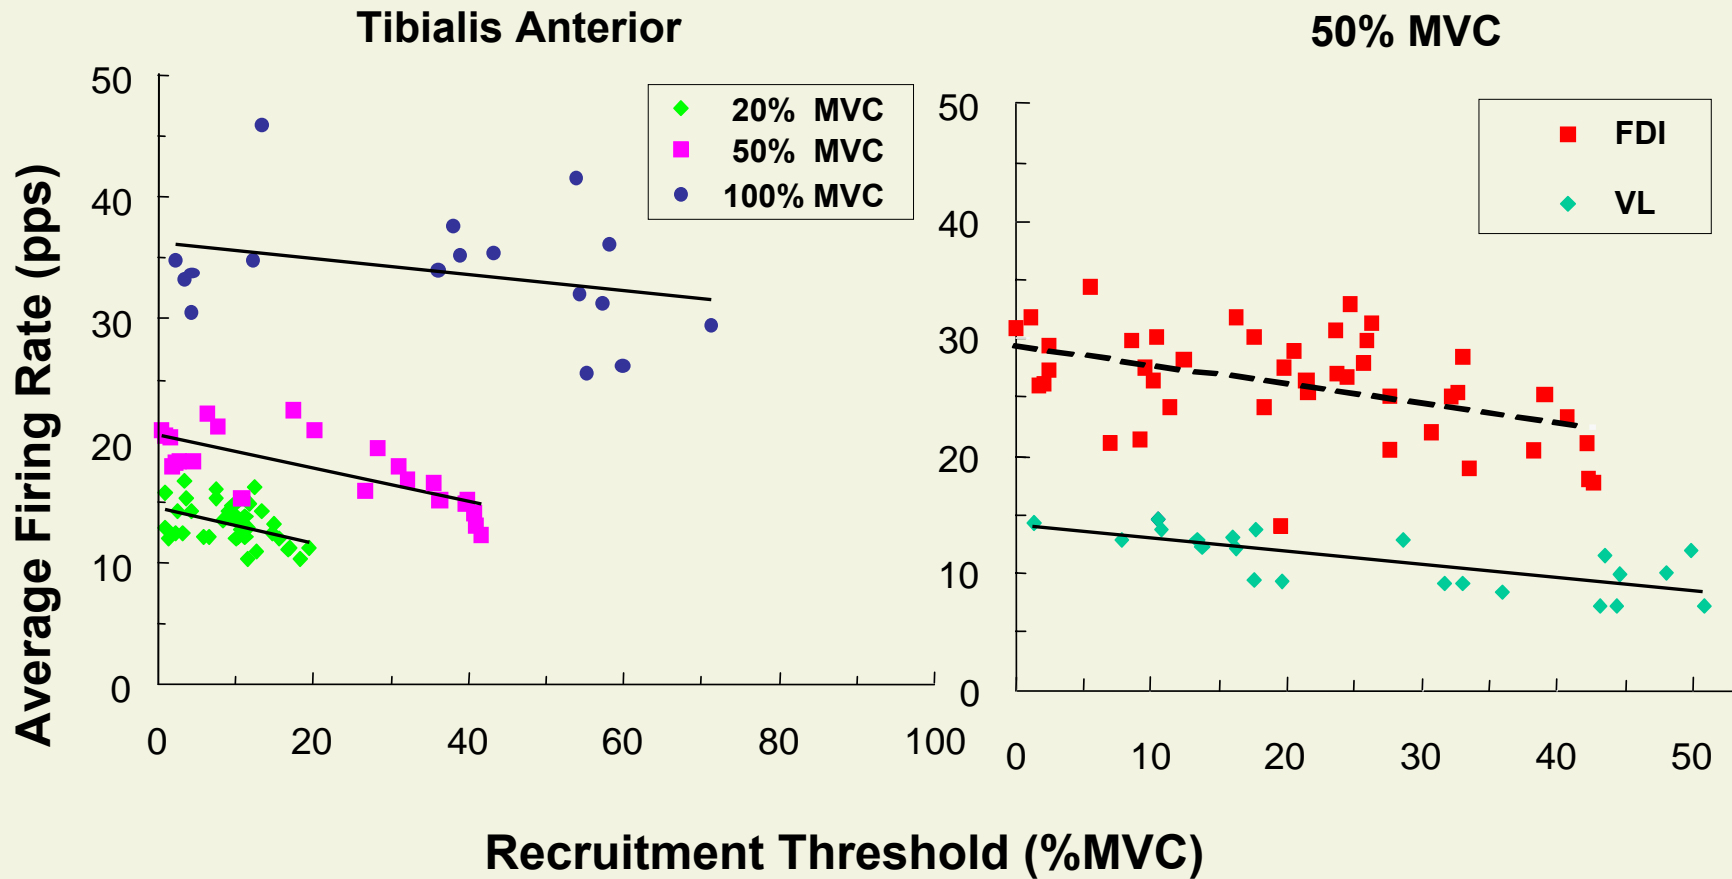 Tibialis Anterior
50% MVC
Average Firing Rate (pps)
50
40
30
20
10
0
0 20 40 60 80 100
20% MVC
50% MVC
100% MVC
50
40
30
20
10
0
0 10 20 30 40 50
FDI
VL
Recruitment Threshold (%MVC)